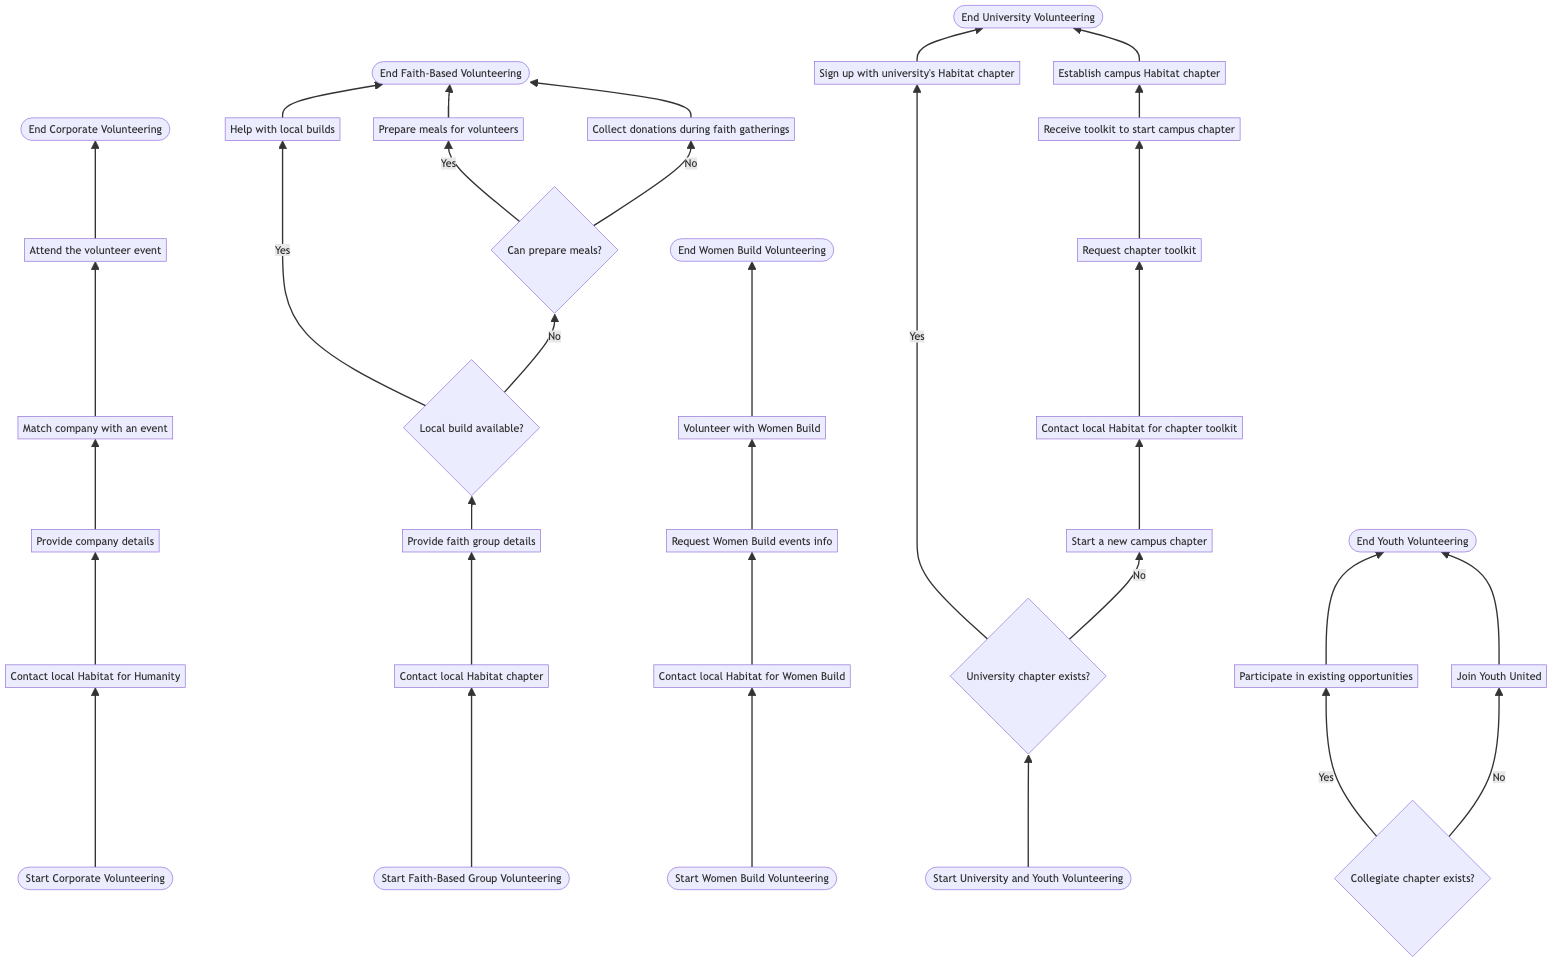 End University Volunteering
Sign up with university's Habitat chapter
Establish campus Habitat chapter
End Faith-Based Volunteering
End Corporate Volunteering
Help with local builds
Prepare meals for volunteers
Collect donations during faith gatherings
Receive toolkit to start campus chapter
Yes
No
Attend the volunteer event
Yes
Can prepare meals?
End Women Build Volunteering
Request chapter toolkit
No
Yes
Match company with an event
Local build available?
Volunteer with Women Build
Contact local Habitat for chapter toolkit
Provide company details
Provide faith group details
Request Women Build events info
Start a new campus chapter
End Youth Volunteering
No
Contact local Habitat for Humanity
Contact local Habitat chapter
Contact local Habitat for Women Build
University chapter exists?
Participate in existing opportunities
Join Youth United
Yes
No
Start Corporate Volunteering
Start Faith-Based Group Volunteering
Start Women Build Volunteering
Start University and Youth Volunteering
Collegiate chapter exists?